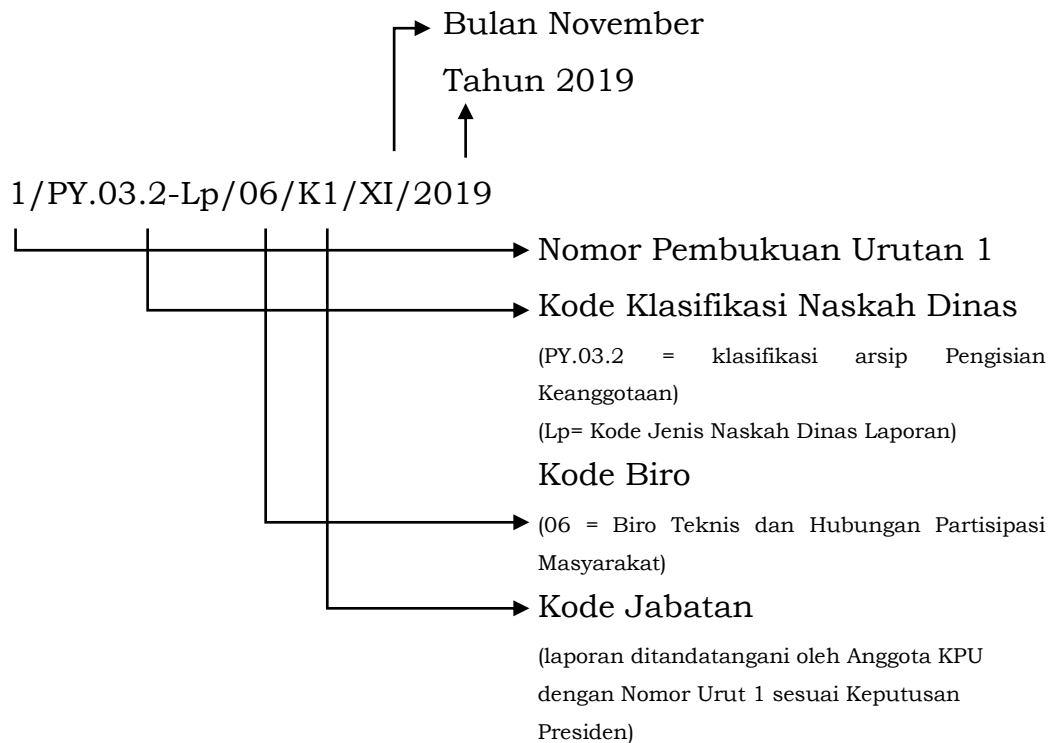 Bulan November
Tahun 2019
1/PY.03.2-Lp/06/K1/XI/2019
Nomor Pembukuan Urutan 1
Kode Klasifikasi Naskah Dinas
(PY.03.2 = klasifikasi arsip Pengisian
Keanggotaan)
(Lp= Kode Jenis Naskah Dinas Laporan)
Kode Biro
(06 = Biro Teknis dan Hubungan Partisipasi
Masyarakat)
Kode Jabatan
(laporan ditandatangani oleh Anggota KPU
dengan Nomor Urut 1 sesuai Keputusan
Presiden)